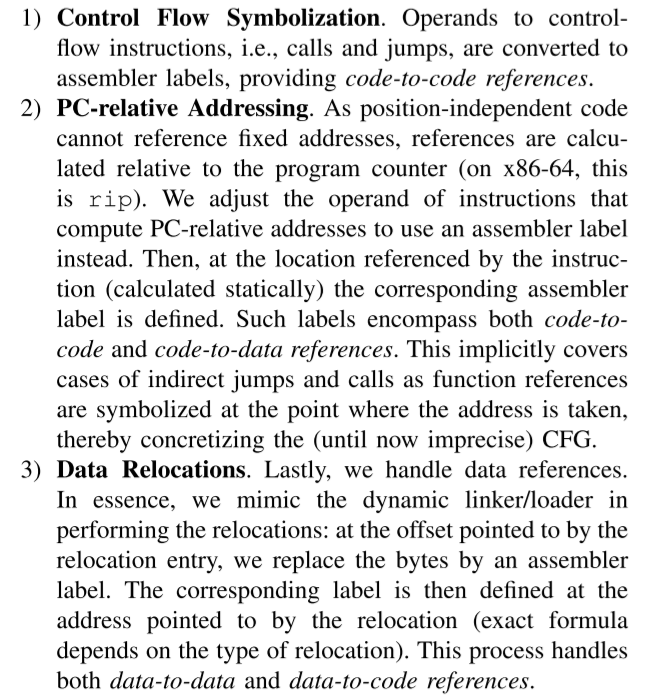 1) Control Flow Symbolization. Operands to control-
flow instructions, i.e., calls and jumps, are converted to
assembler labels, providing code-to-code references.
2) PC-relative Addressing. As position-independent code
cannot reference fixed addresses, references are calcu-
lated relative to the program counter (on x86-64, this
is rip). We adjust the operand of instructions that
compute PC-relative addresses to use an assembler label
instead. Then, at the location referenced by the instruc-
tion (calculated statically) the corresponding assembler
label is defined. Such labels encompass both code-to-
code and code-to-data references. This implicitly covers
cases of indirect jumps and calls as function references
are symbolized at the point where the address is taken,
thereby concretizing the (until now imprecise) CFG.
3) Data Relocations. Lastly, we handle data references.
In essence, we mimic the dynamic linker/loader in
performing the relocations: at the offset pointed to by the
relocation entry, we replace the bytes by an assembler
label. The corresponding label is then defined at the
address pointed to by the relocation (exact formula
depends on the type of relocation). This process handles
both data-to-data and data-to-code references.